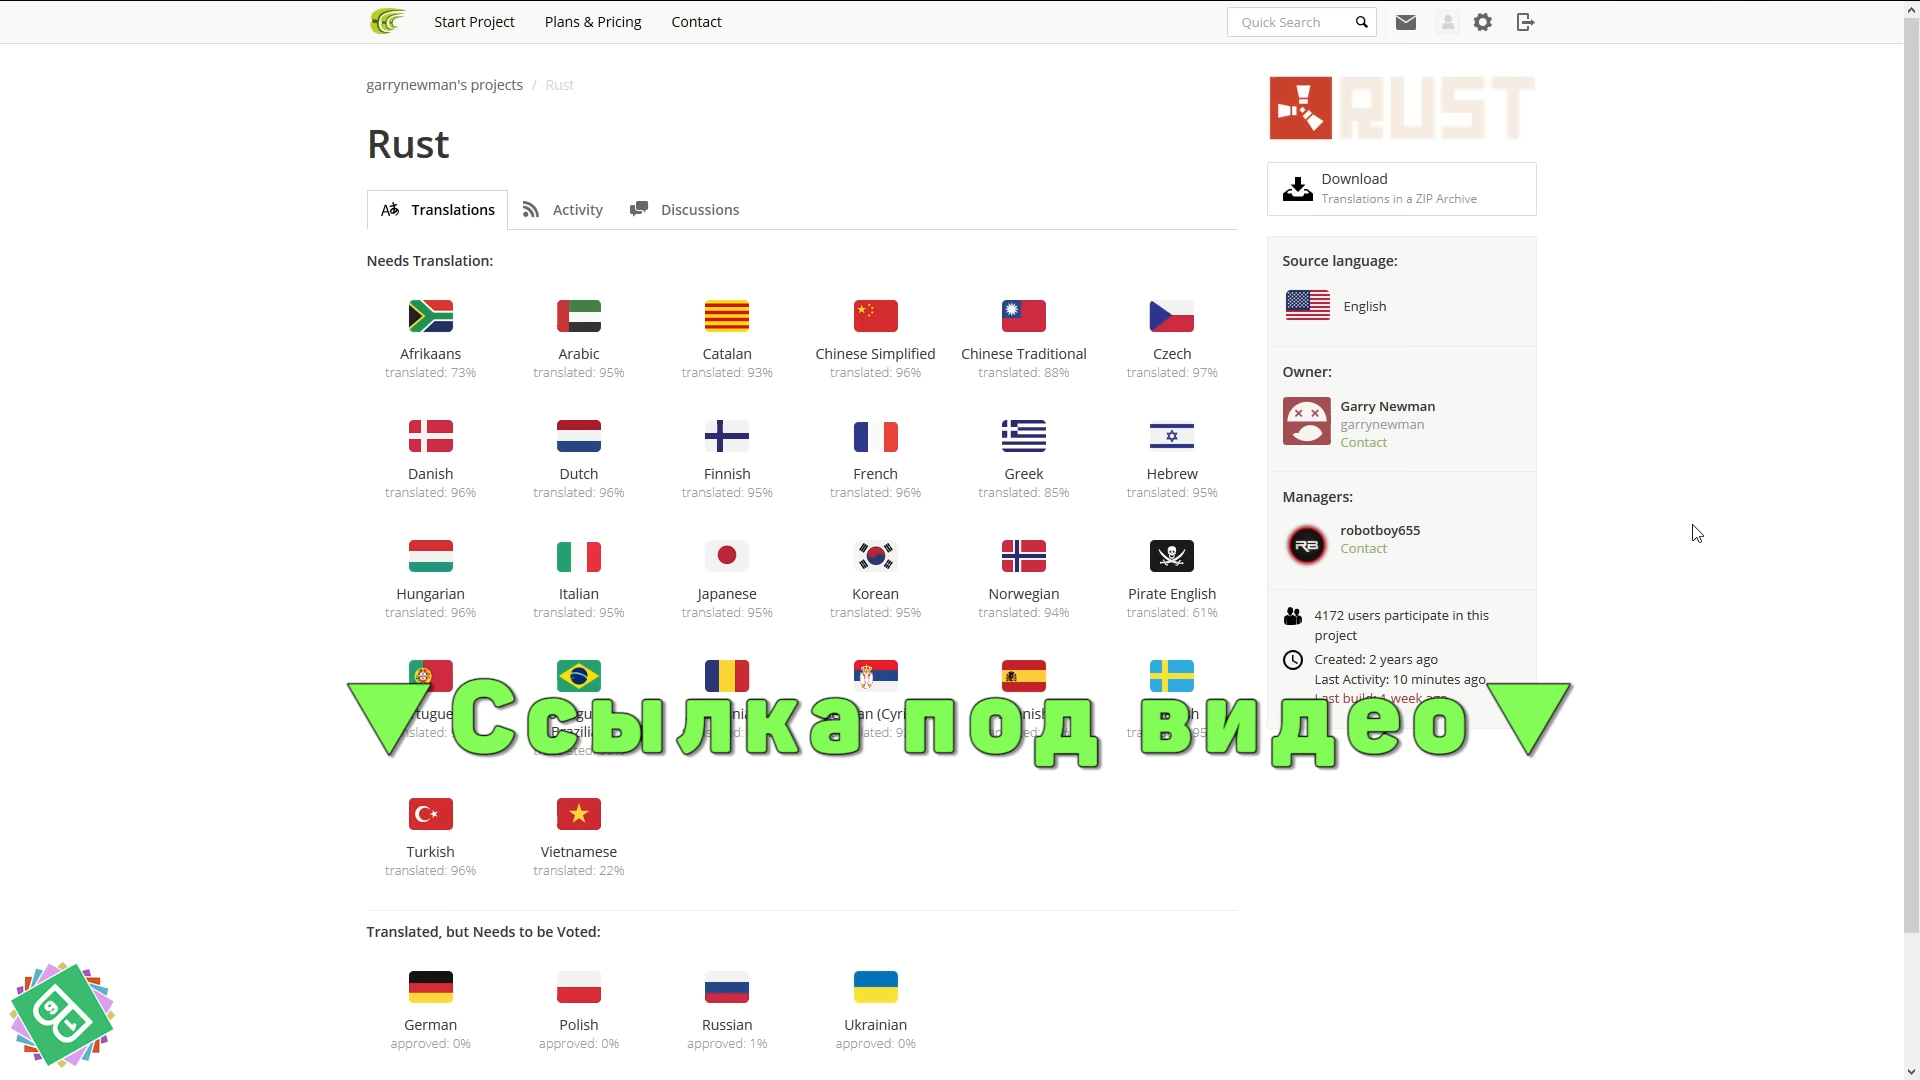 Start Project Plans & Pricing Contact Quick Search
garrynewman's projects / Rust
RUST
Rust
Download
Translations in a ZIP Archive
Translations Activity Discussions
Needs Translation:
Source language:
English
Afrikaans Arabic Catalan Chinese Simplified Chinese Traditional Czech
translated: 73% translated: 95% translated: 93% translated: 96% translated: 88% translated: 97%
Owner:
Garry Newman
garrynewman
Contact
Danish Dutch Finnish French Greek Hebrew
translated: 96% translated: 96% translated: 95% translated: 96% translated: 85% translated: 95%
Managers:
RB
robotboy655
Contact
Hungarian Italian Japanese Korean Norwegian Pirate English
translated: 96% translated: 95% translated: 95% translated: 95% translated: 94% translated: 61%
4172 users participate in this
project
Created: 2 years ago
Last Activity: 10 minutes ago
Last build: 1 week ago
Ссылка под видео
Turkish Vietnamese
translated: 96% translated: 22%
Translated, but Needs to be Voted:
German Polish Russian Ukrainian
approved: 0% approved: 0% approved: 1% approved: 0%